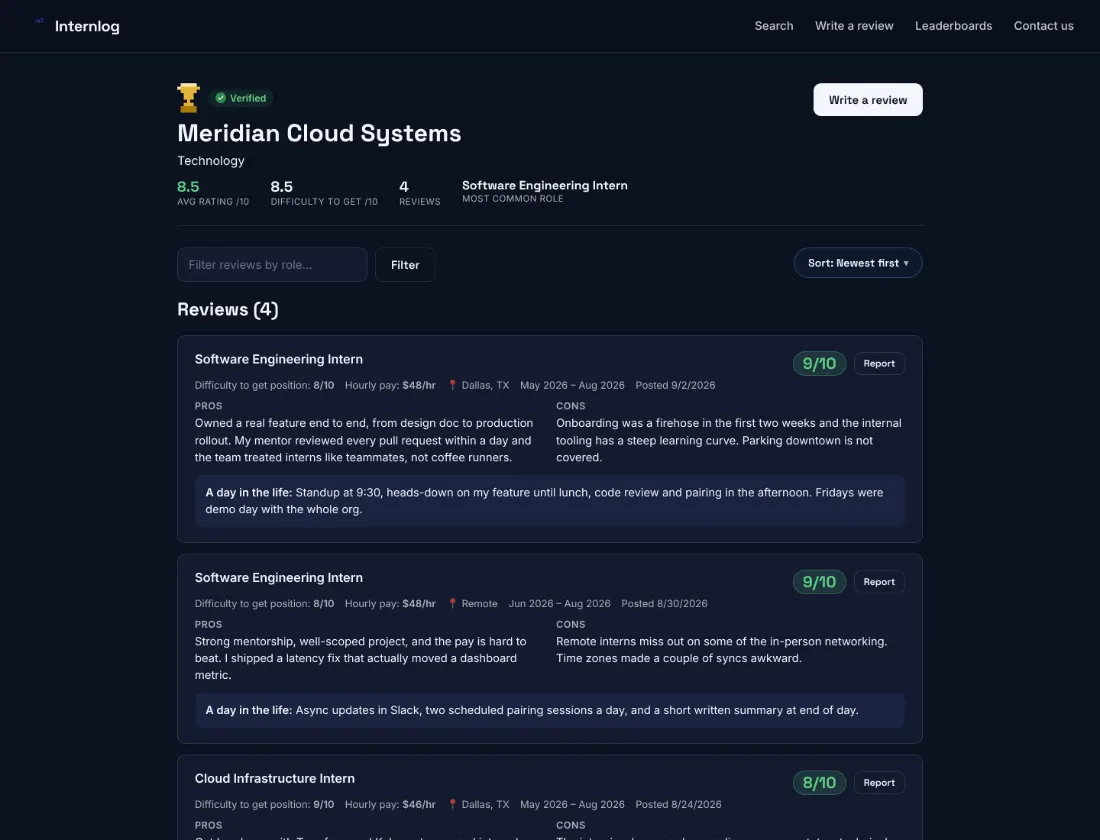 Internlog
Search Write a review Leaderboards Contact us
Verified
Write a review
Meridian Cloud Systems
Technology
8.5 8.5 4 Software Engineering Intern
AVG RATING /10 DIFFICULTY TO GET /10 REVIEWS MOST COMMON ROLE
Filter reviews by role... Filter Sort: Newest first ▾
Reviews (4)
Software Engineering Intern
9/10 Report
Difficulty to get position: 8/10 Hourly pay: $48/hr Dallas, TX May 2026 – Aug 2026 Posted 9/2/2026
PROS
Owned a real feature end to end, from design doc to production
rollout. My mentor reviewed every pull request within a day and
the team treated interns like teammates, not coffee runners.
CONS
Onboarding was a firehose in the first two weeks and the internal
tooling has a steep learning curve. Parking downtown is not
covered.
A day in the life: Standup at 9:30, heads-down on my feature until lunch, code review and pairing in the afternoon. Fridays were
demo day with the whole org.
Software Engineering Intern
9/10 Report
Difficulty to get position: 8/10 Hourly pay: $48/hr Remote Jun 2026 – Aug 2026 Posted 8/30/2026
PROS
Strong mentorship, well-scoped project, and the pay is hard to
beat. I shipped a latency fix that actually moved a dashboard
metric.
CONS
Remote interns miss out on some of the in-person networking.
Time zones made a couple of syncs awkward.
A day in the life: Async updates in Slack, two scheduled pairing sessions a day, and a short written summary at end of day.
Cloud Infrastructure Intern
8/10 Report
Difficulty to get position: 9/10 Hourly pay: $46/hr Dallas, TX May 2026 – Aug 2026 Posted 8/24/2026
PROS
CONS